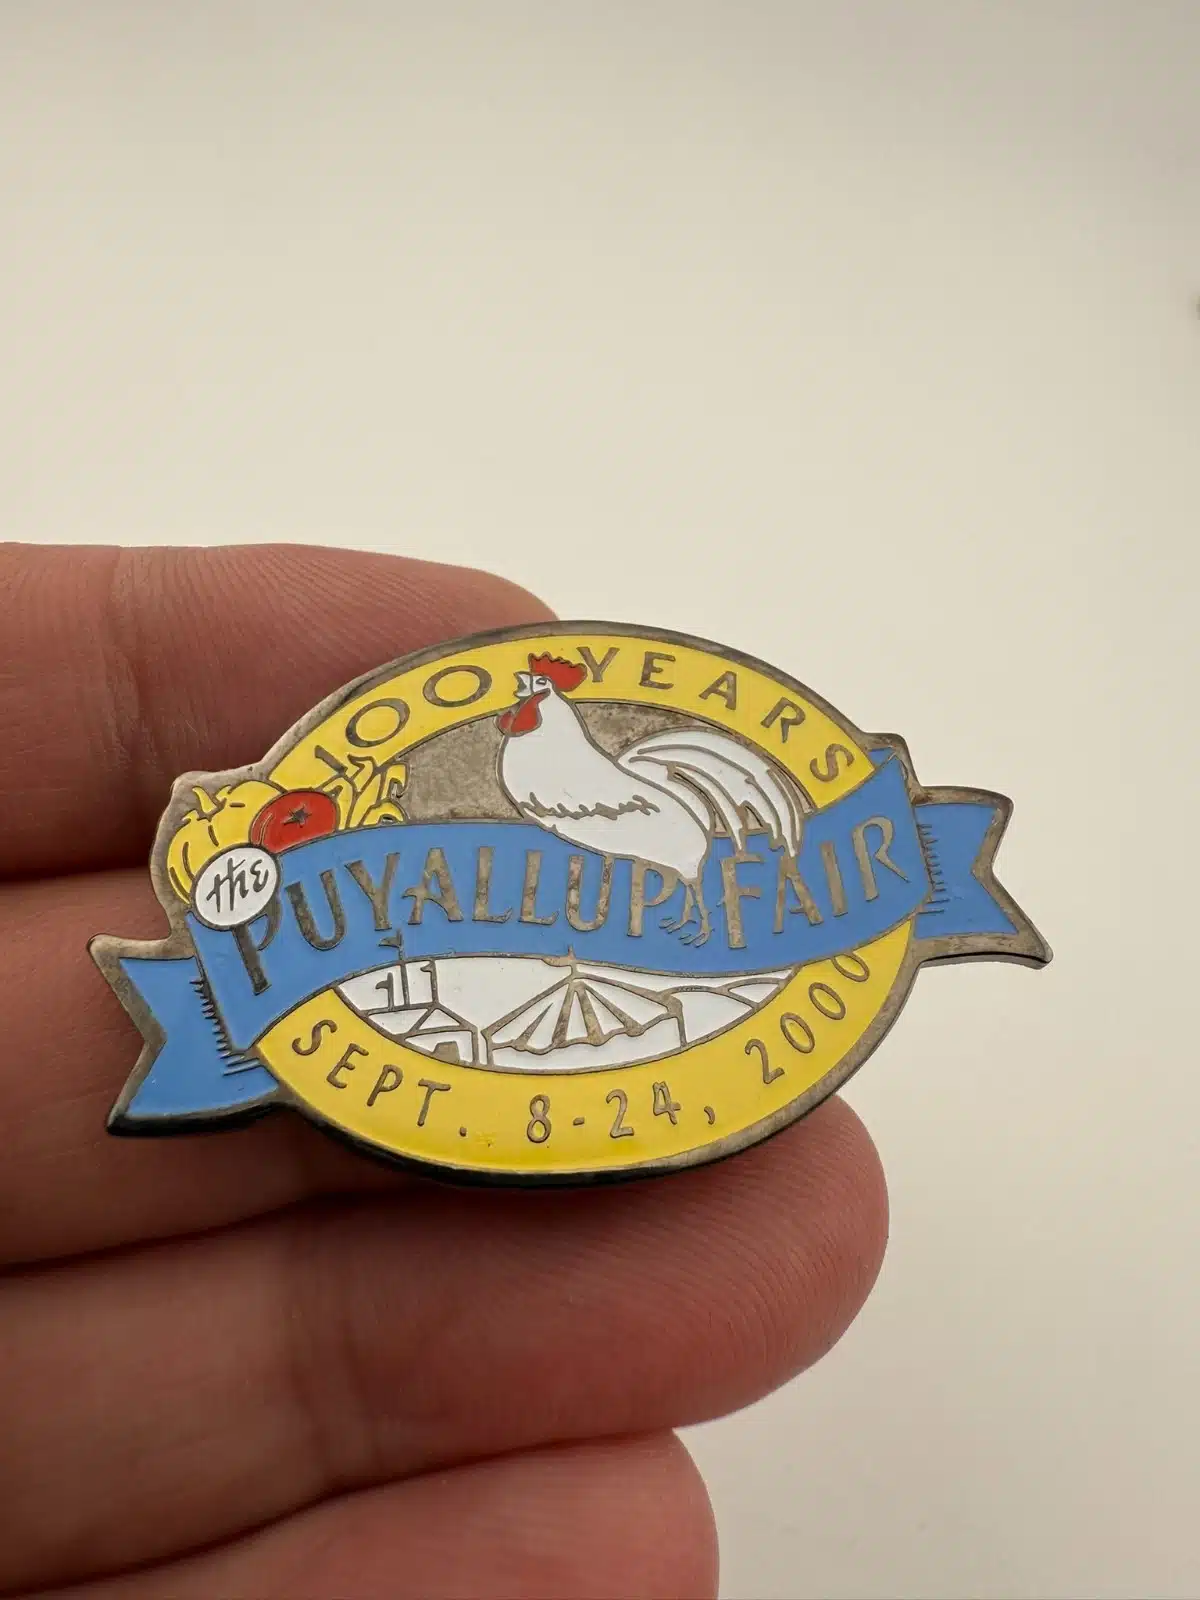 100 YEARS
the
PUYALLUP FAIR
SEPT. 8-24, 2000